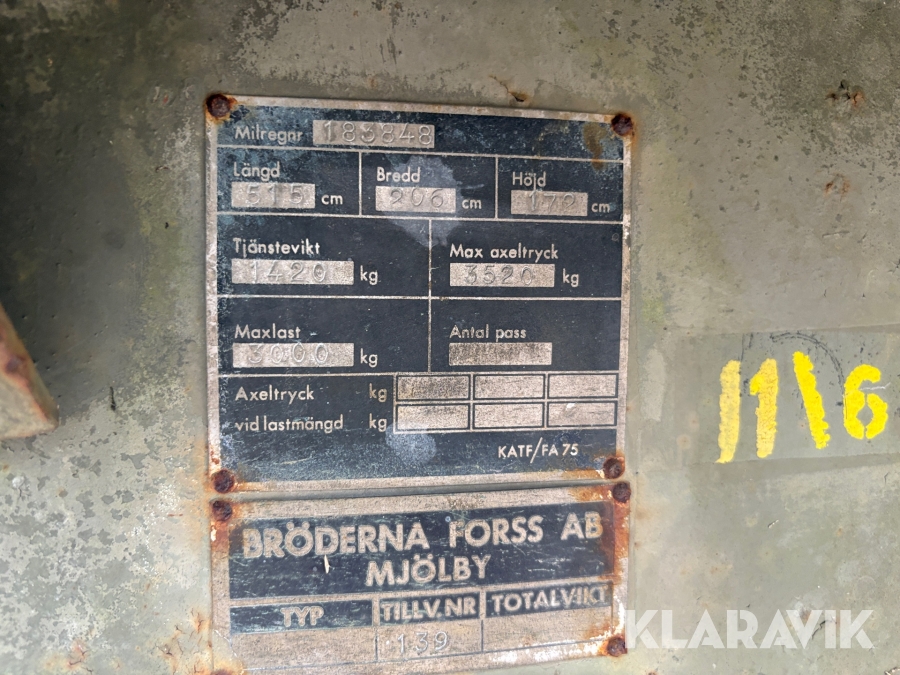 Milregnr 185848
Längd Bredd Höjd
515 cm 206 cm 172 cm
Tjänstevikt Max axeltryck
1420 kg 3520 kg
Maxlast Antal pass
3000 kg
Axeltryck kg
vid lastmängd kg
KATF/FA 75
11\6
BRÖDERNA FORSS AB
MJÖLBY
TYP TILLV.NR TOTALVIKT
139
KLARAVIK